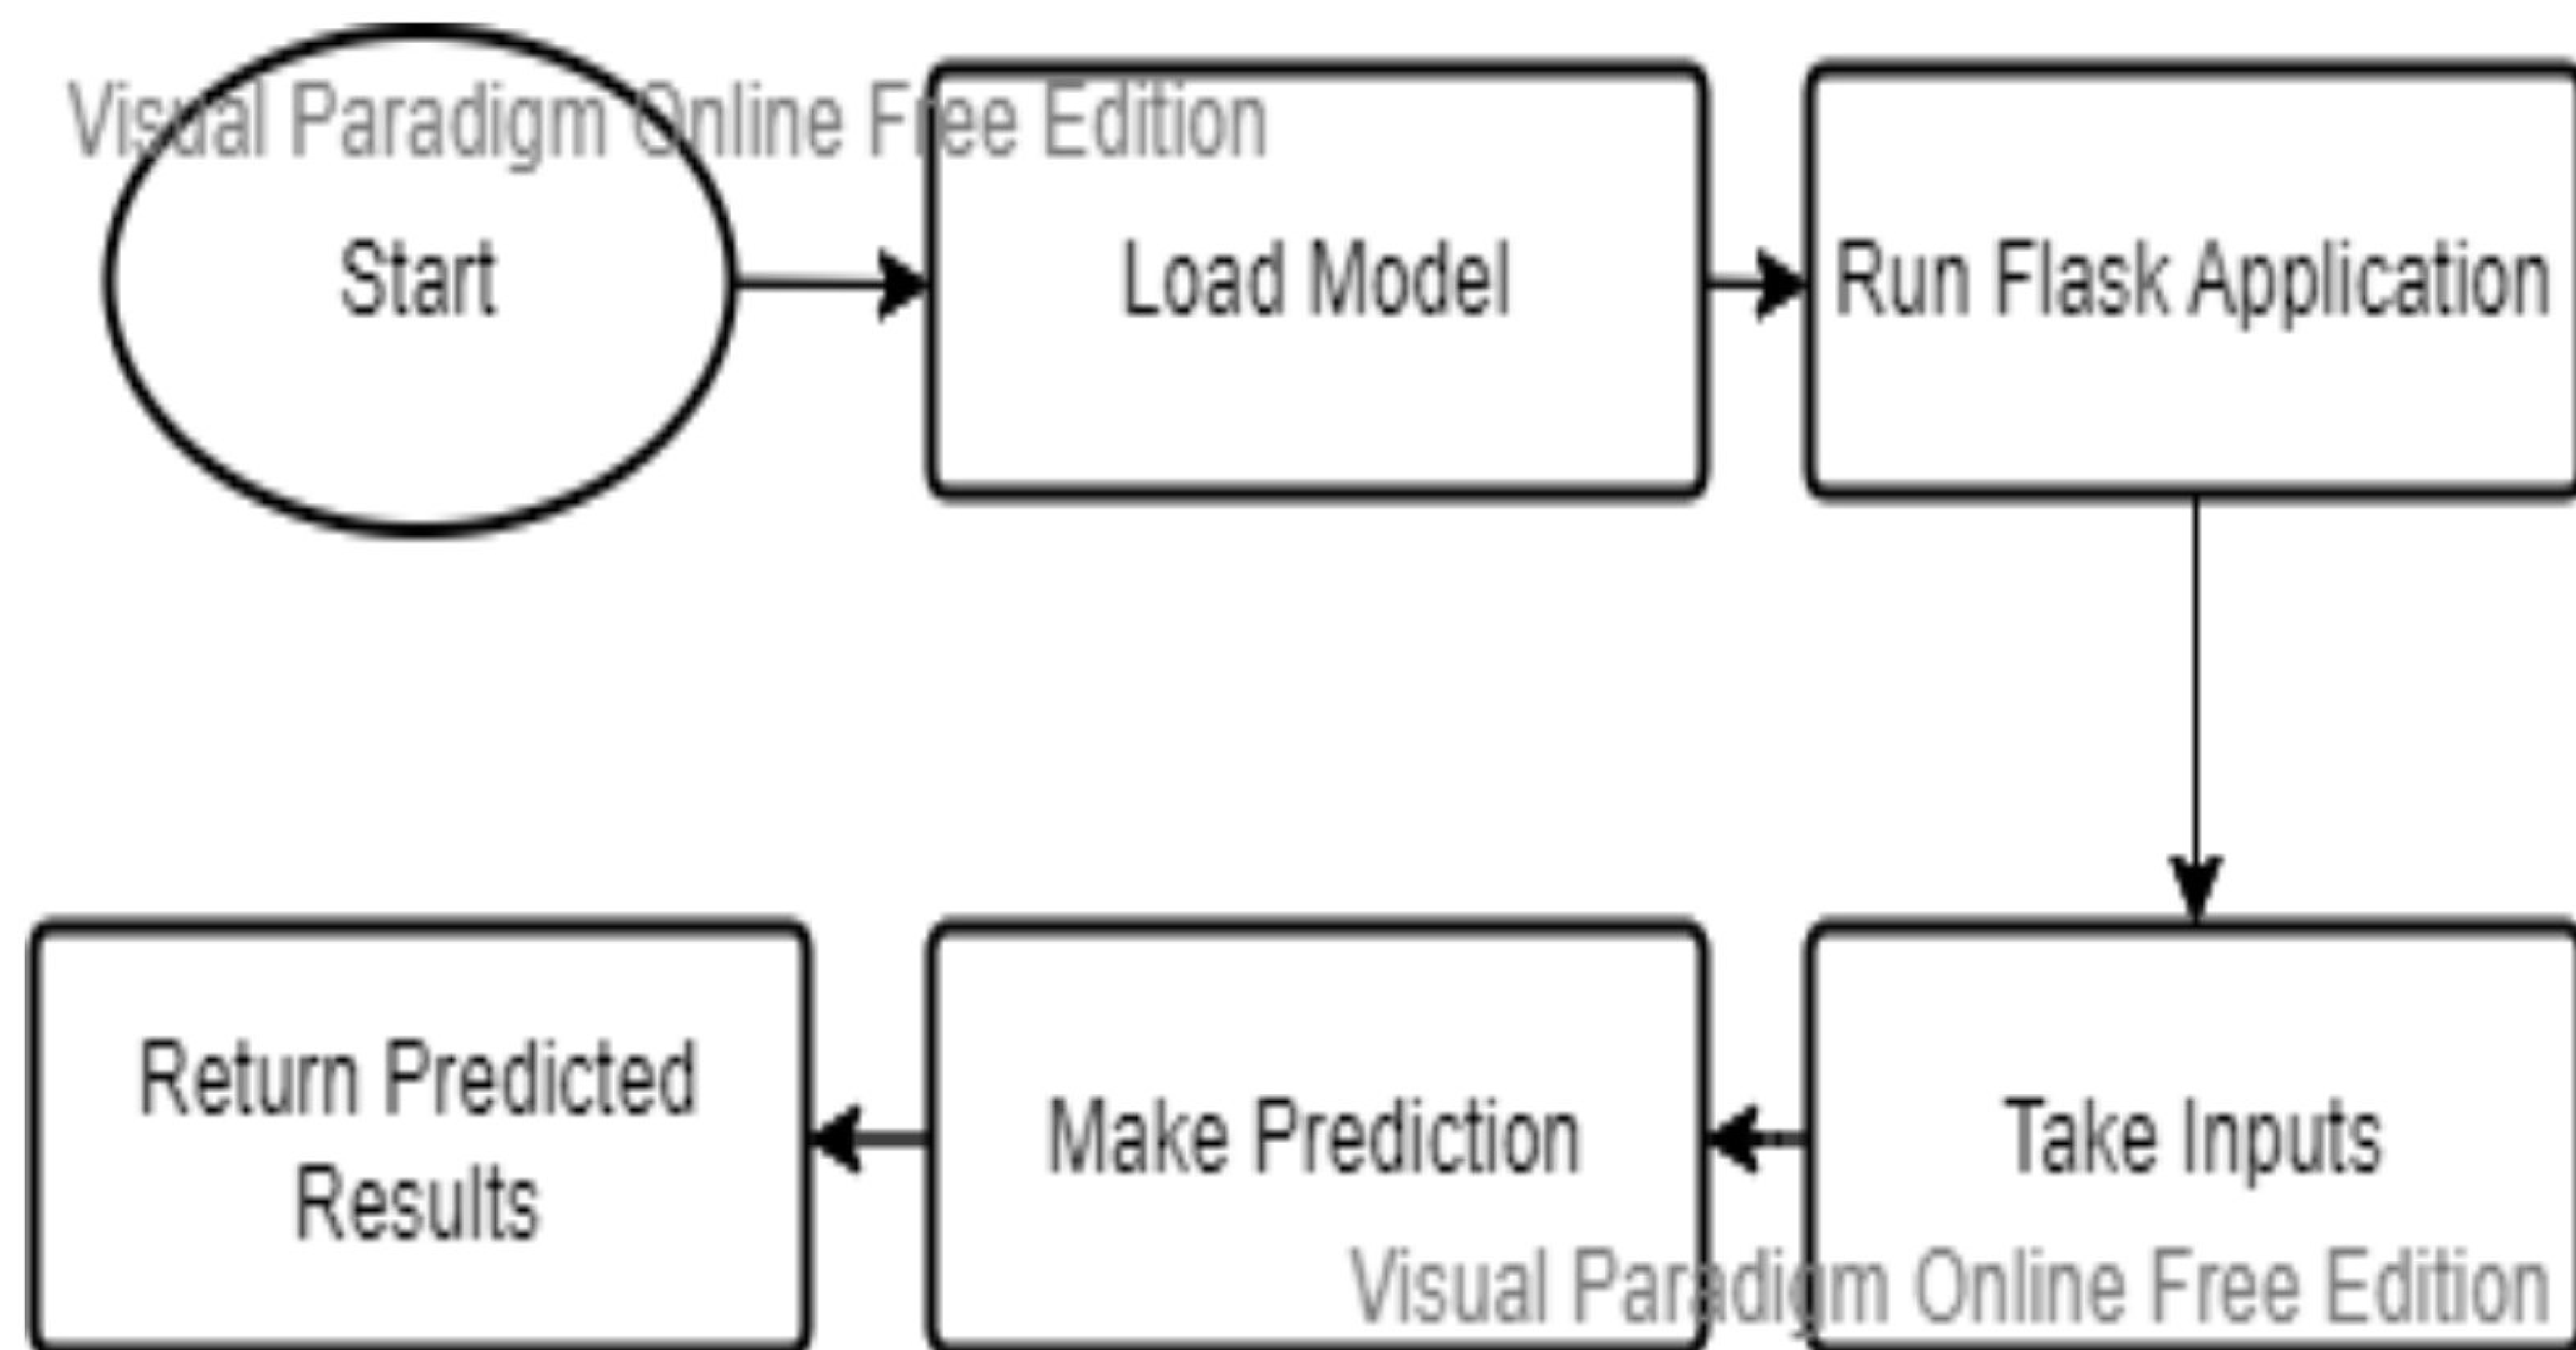 Visual Paradigm Online Free Edition
Start
Load Model
Run Flask Application
Return Predicted
Results
Make Prediction
Take Inputs
Visual Paradigm Online Free Edition